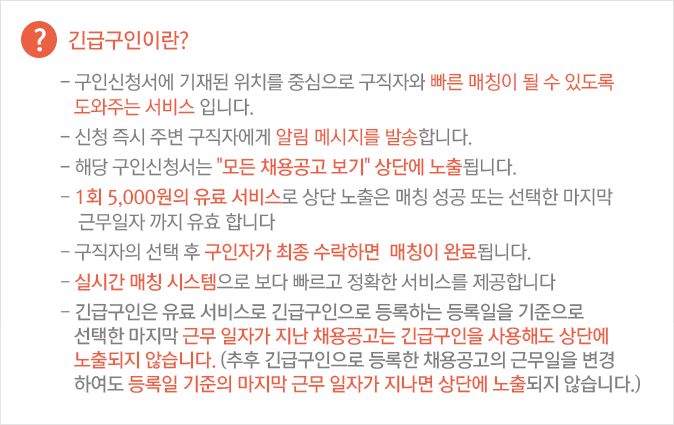 ? 긴급구인이란?
- 구인신청서에 기재된 위치를 중심으로 구직자와 빠른 매칭이 될 수 있도록
도와주는 서비스 입니다.
- 신청 즉시 주변 구직자에게 알림 메시지를 발송합니다.
- 해당 구인신청서는 "모든 채용공고 보기" 상단에 노출됩니다.
- 1회 5,000원의 유료 서비스로 상단 노출은 매칭 성공 또는 선택한 마지막
근무일자 까지 유효 합니다
- 구직자의 선택 후 구인자가 최종 수락하면 매칭이 완료됩니다.
- 실시간 매칭 시스템으로 보다 빠르고 정확한 서비스를 제공합니다
- 긴급구인은 유료 서비스로 긴급구인으로 등록하는 등록일을 기준으로
선택한 마지막 근무 일자가 지난 채용공고는 긴급구인을 사용해도 상단에
노출되지 않습니다. (추후 긴급구인으로 등록한 채용공고의 근무일을 변경
하여도 등록일 기준의 마지막 근무 일자가 지나면 상단에 노출되지 않습니다.)